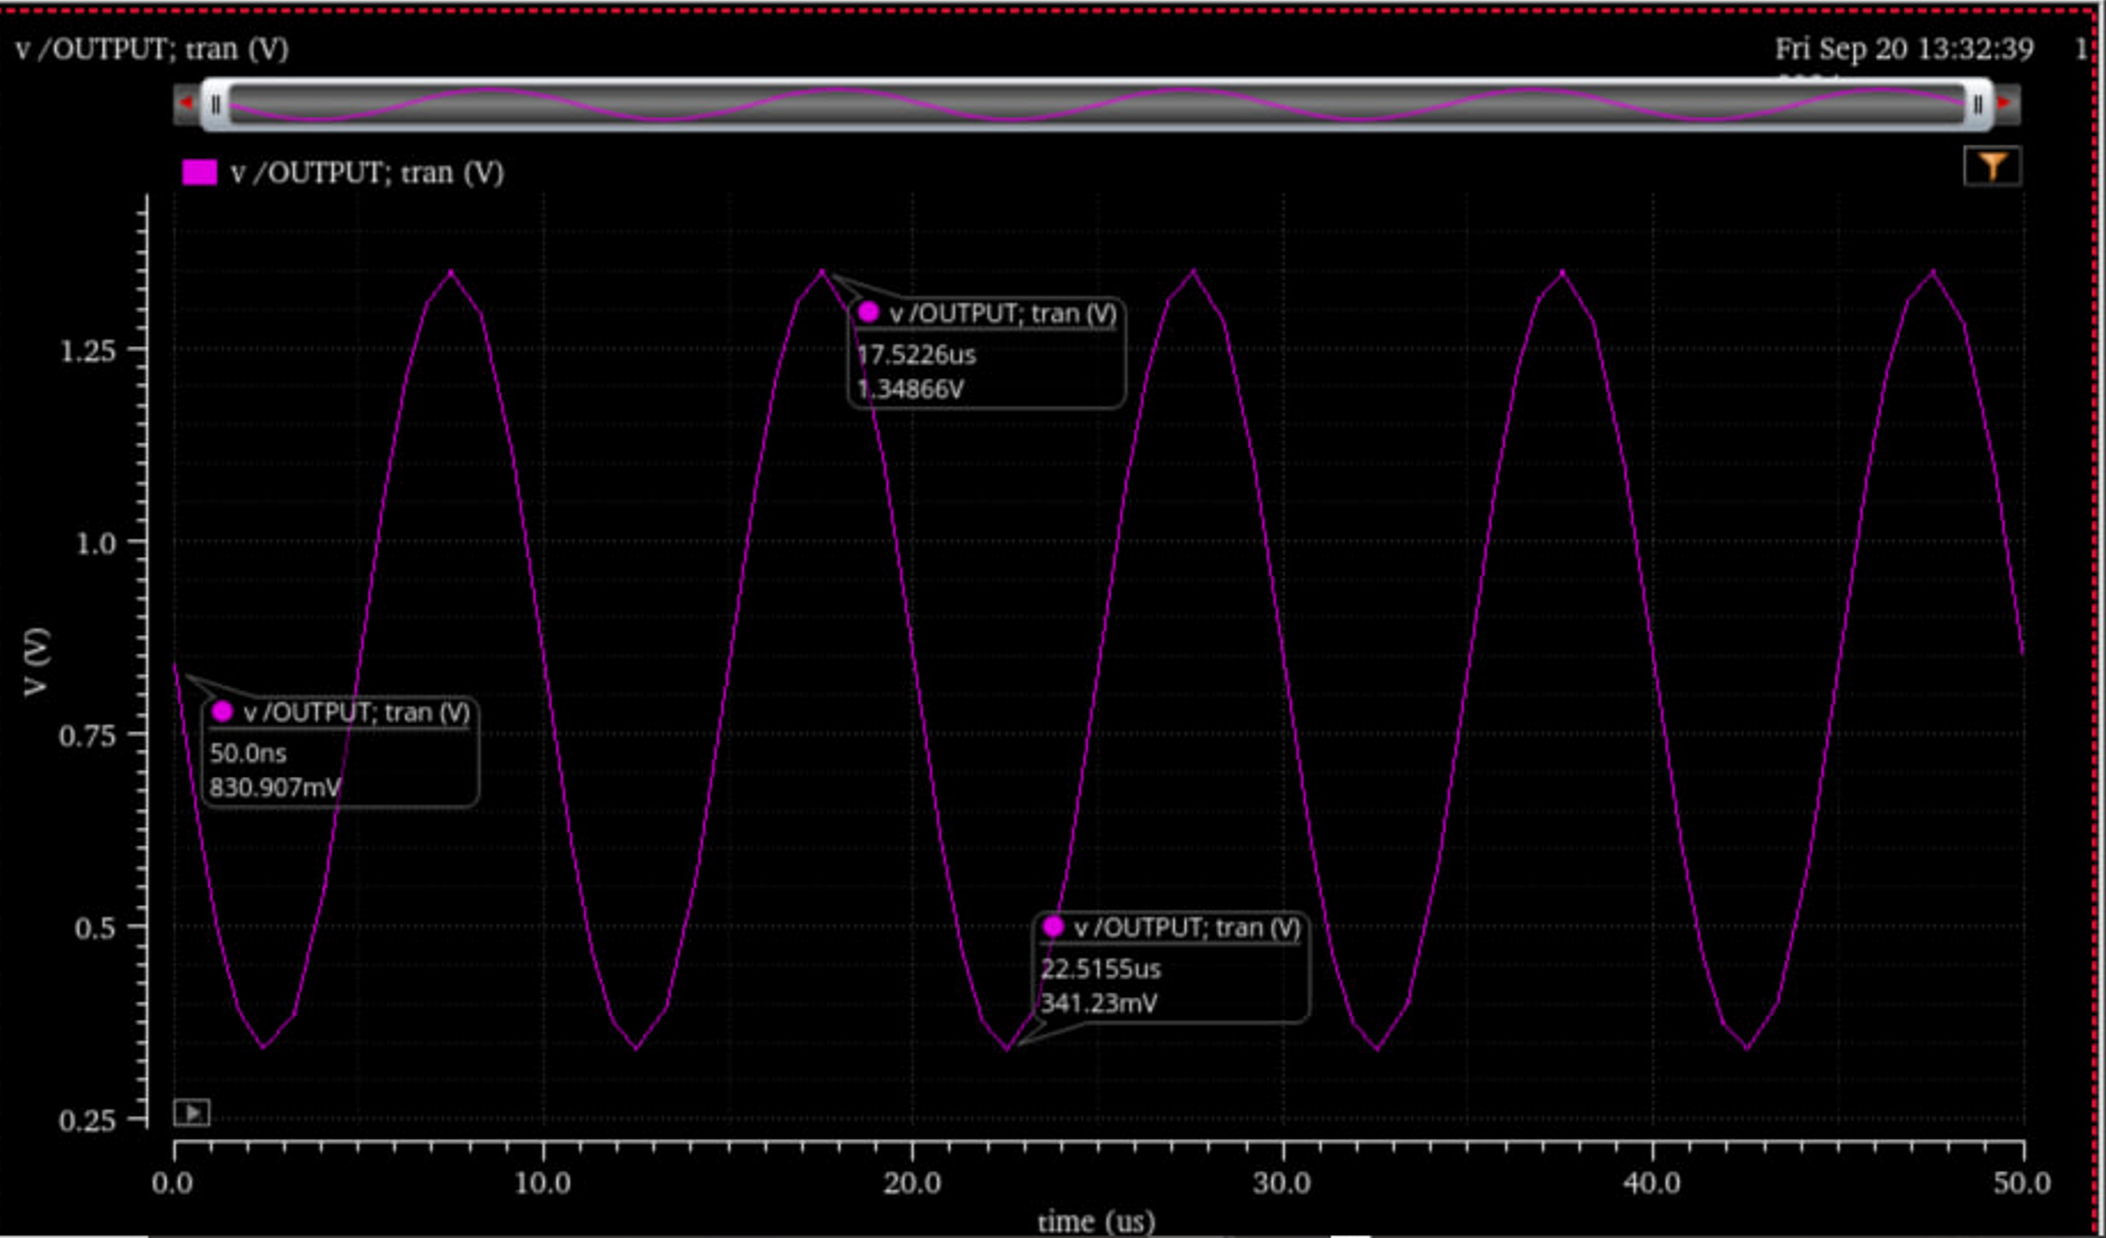 v /OUTPUT; tran (V)
Fri Sep 20 13:32:39 1
v /OUTPUT; tran (V)
v /OUTPUT; tran (V)
17.5226us
1.34866V
1.25
1.0
V (V)
v /OUTPUT; tran (V)
50.0ns
830.907mV
0.75
v /OUTPUT; tran (V)
22.5155us
341.23mV
0.5
0.25
0.0 10.0 20.0 30.0 40.0 50.0
time (us)